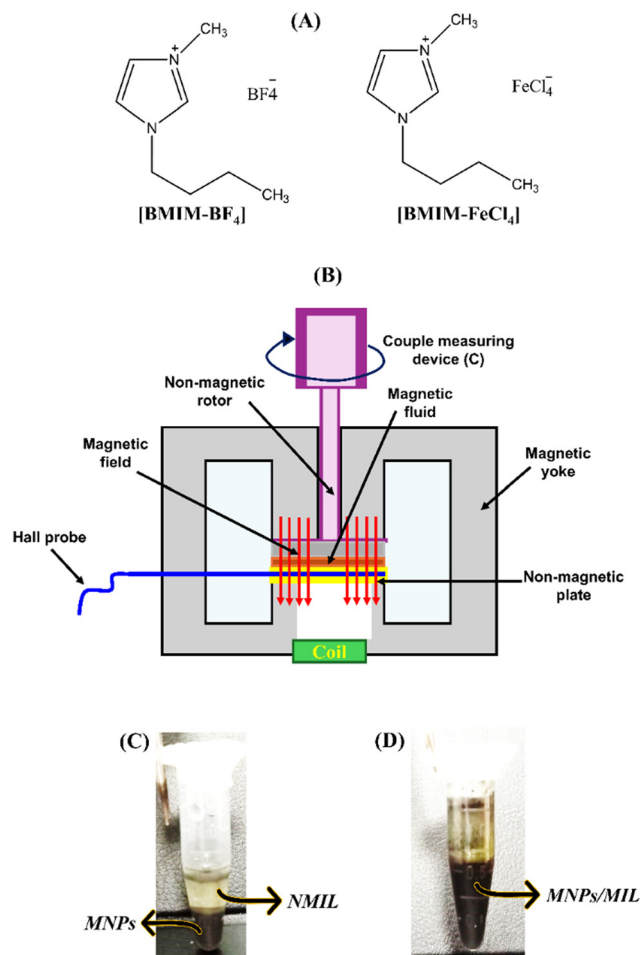 (A)
CH3
N
+
BF4
−
N
CH3
[BMIM-BF4]
CH3
N
+
FeCl4
−
N
CH3
[BMIM-FeCl4]
(B)
Couple measuring
device (C)
Non-magnetic
rotor
Magnetic
fluid
Magnetic
field
Magnetic
yoke
Hall probe
Non-magnetic
plate
Coil
(C)
NMIL
MNPs
(D)
MNPs/MIL